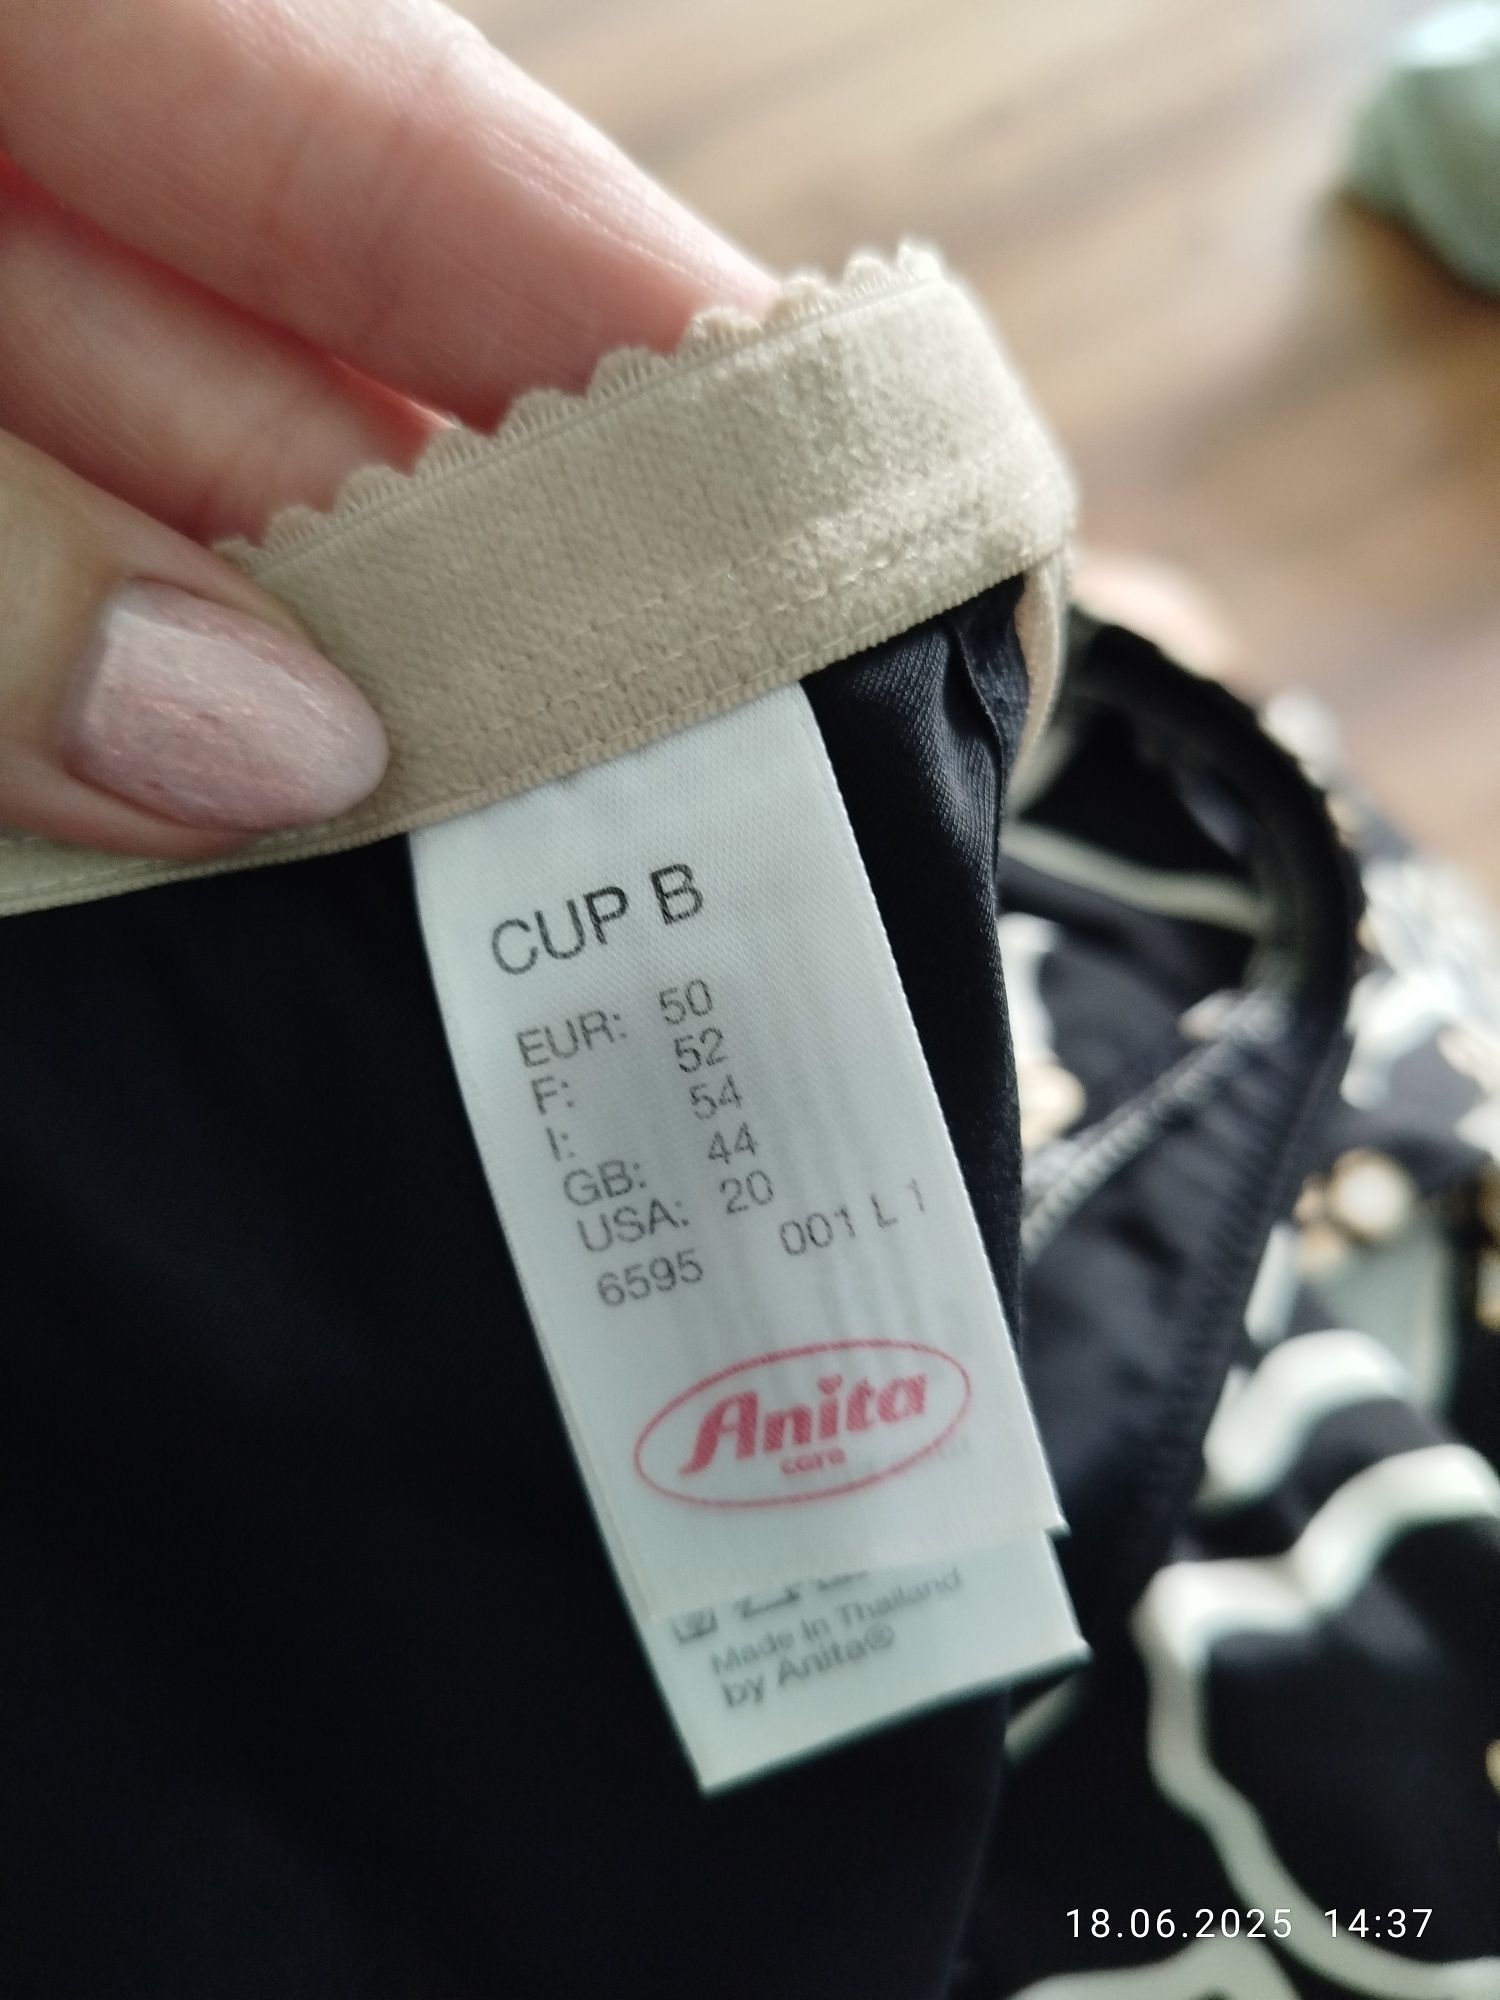 CUP B
EUR: 50
F: 52
I: 54
GB: 44
USA: 20
6595 001 L 1
Anita
care
Made in Thailand
by Anita®
18.06.2025 14:37